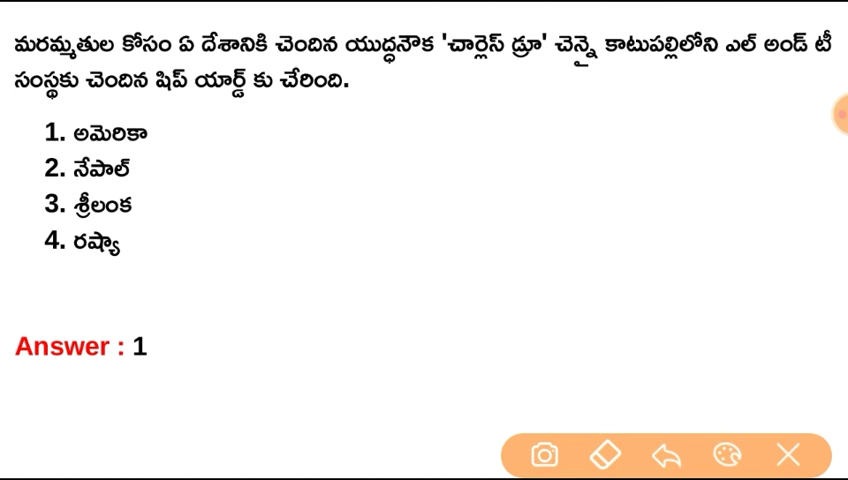 మరమ్మతుల కోసం ఏ దేశానికి చెందిన యుద్ధనౌక 'చార్లెస్ డ్రూ' చెన్నై కాటుపల్లిలోని ఎల్ అండ్ టీ
సంస్థకు చెందిన షిప్ యార్డ్ కు చేరింది.
1. అమెరికా
2. నేపాల్
3. శ్రీలంక
4. రష్యా
Answer : 1